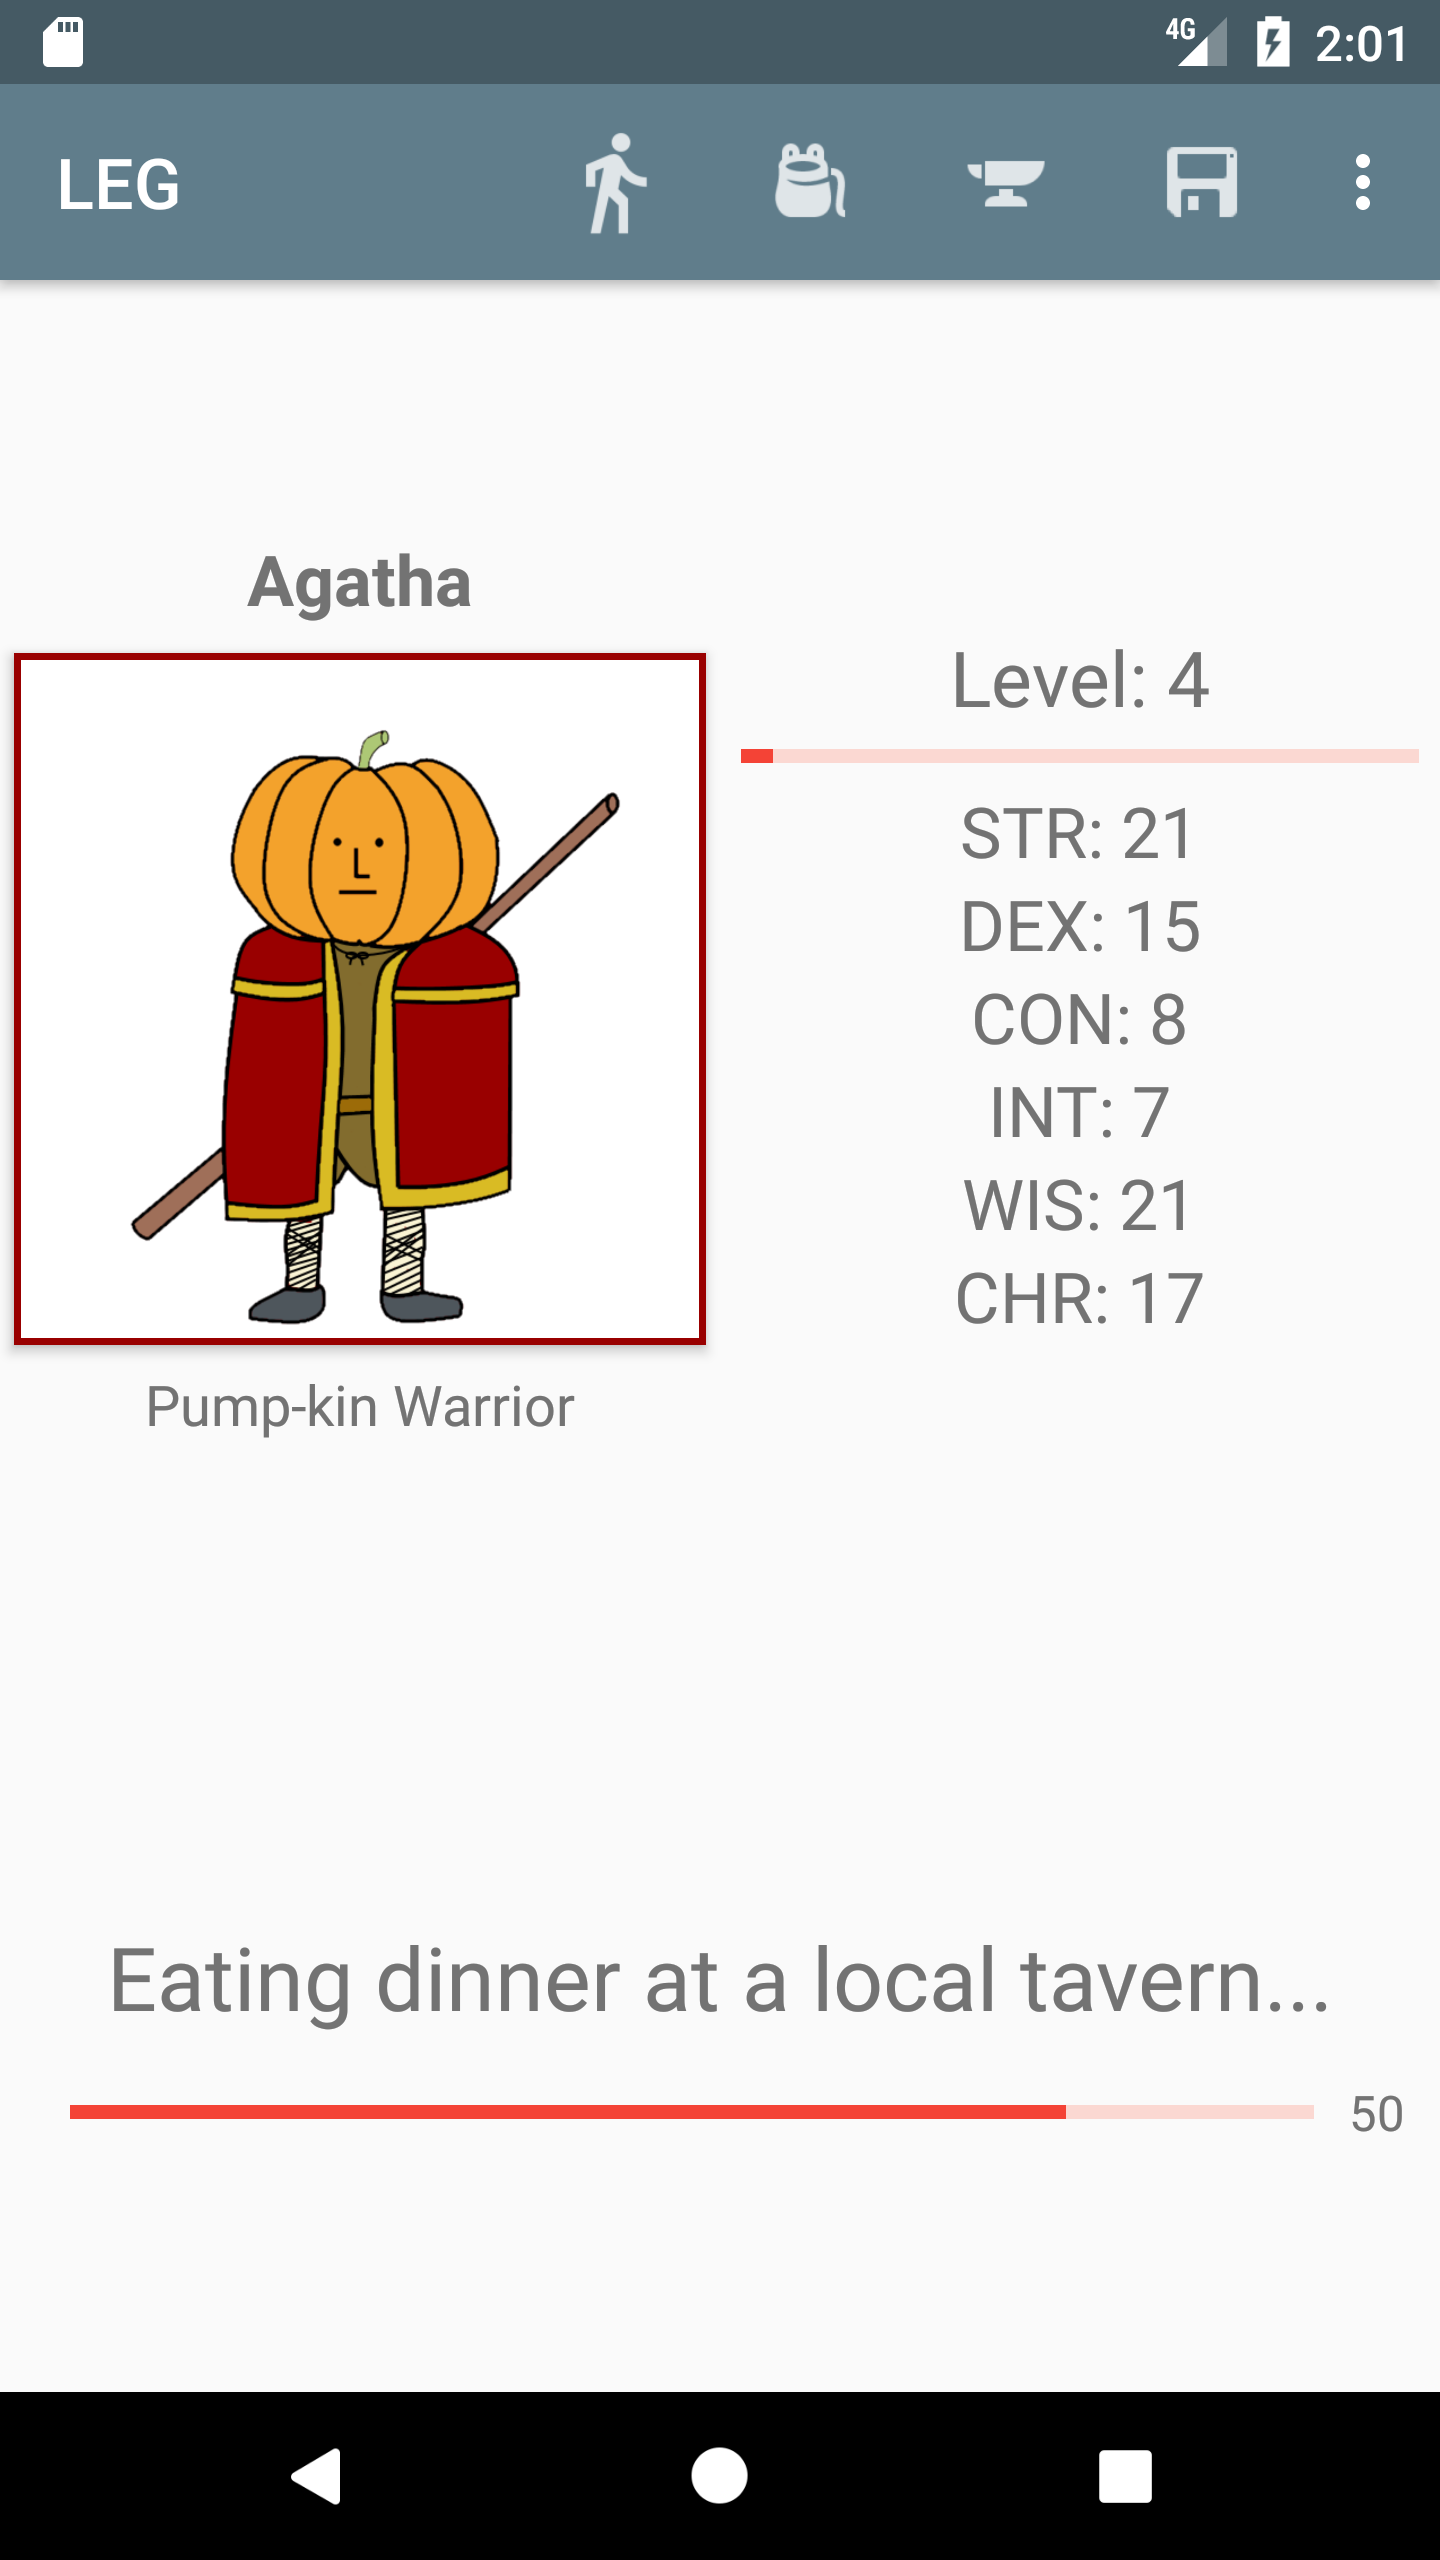 4G 2:01
LEG
Agatha
Level: 4
STR: 21
DEX: 15
CON: 8
INT: 7
WIS: 21
CHR: 17
Pump-kin Warrior
Eating dinner at a local tavern...
50